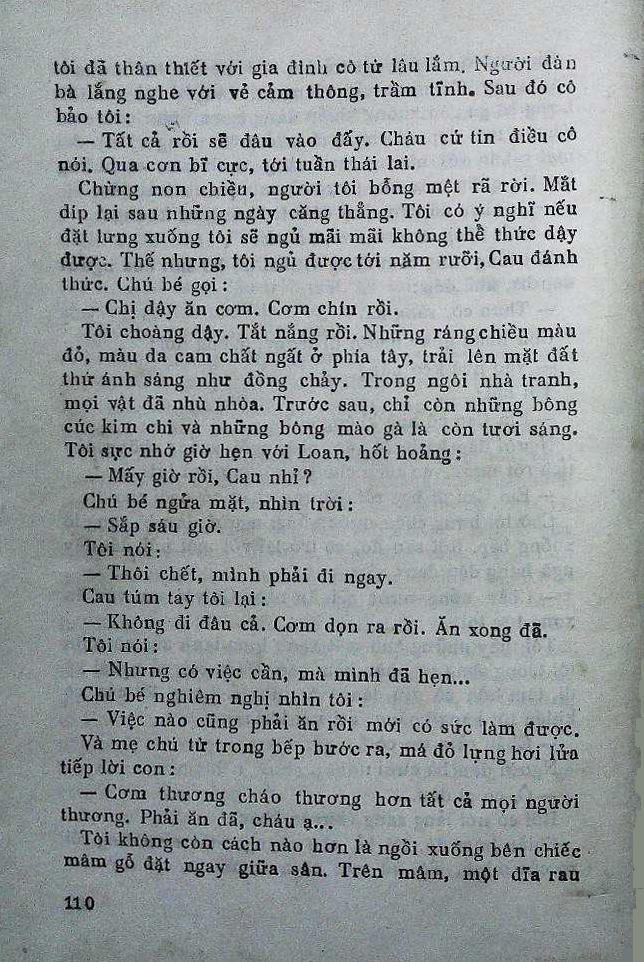 tôi đã thân thiết với gia đình cô từ lâu lắm. Người đàn
bà lắng nghe với vẻ cảm thông, trầm tĩnh. Sau đó cô
bảo tôi:
— Tất cả rồi sẽ đâu vào đấy. Cháu cứ tin điều cô
nói. Qua cơn bĩ cực, tới tuần thái lai.
Chừng non chiều, người tôi bỗng mệt rã rời. Mắt
díp lại sau những ngày căng thẳng. Tôi có ý nghĩ nếu
đặt lưng xuống tôi sẽ ngủ mãi mãi không thể thức dậy
được. Thế nhưng, tôi ngủ được tới năm rưỡi, Cau đánh
thức. Chú bé gọi:
— Chị dậy ăn cơm. Cơm chín rồi.
Tôi choàng dậy. Tắt nắng rồi. Những ráng chiều màu
đỏ, màu da cam chất ngất ở phía tây, trải lên mặt đất
thứ ánh sáng như đồng chảy. Trong ngôi nhà tranh,
mọi vật đã nhù nhòa. Trước sau, chỉ còn những bông
cúc kim chi và những bông mào gà là còn tươi sáng.
Tôi sực nhớ giờ hẹn với Loan, hốt hoảng:
— Mấy giờ rồi, Cau nhỉ?
Chú bé ngửa mặt, nhìn trời:
— Sắp sáu giờ.
Tôi nói:
— Thôi chết, mình phải đi ngay.
Cau túm tay tôi lại:
— Không đi đâu cả. Cơm dọn ra rồi. Ăn xong đã.
Tôi nói:
— Nhưng có việc cần, mà mình đã hẹn...
Chú bé nghiêm nghị nhìn tôi:
— Việc nào cũng phải ăn rồi mới có sức làm được.
Và mẹ chú từ trong bếp bước ra, má đỏ lựng hơi lửa
tiếp lời con:
— Cơm thương cháo thương hơn tất cả mọi người
thương. Phải ăn đã, cháu ạ...
Tôi không còn cách nào hơn là ngồi xuống bên chiếc
mâm gỗ đặt ngay giữa sân. Trên mâm, một dĩa rau
110